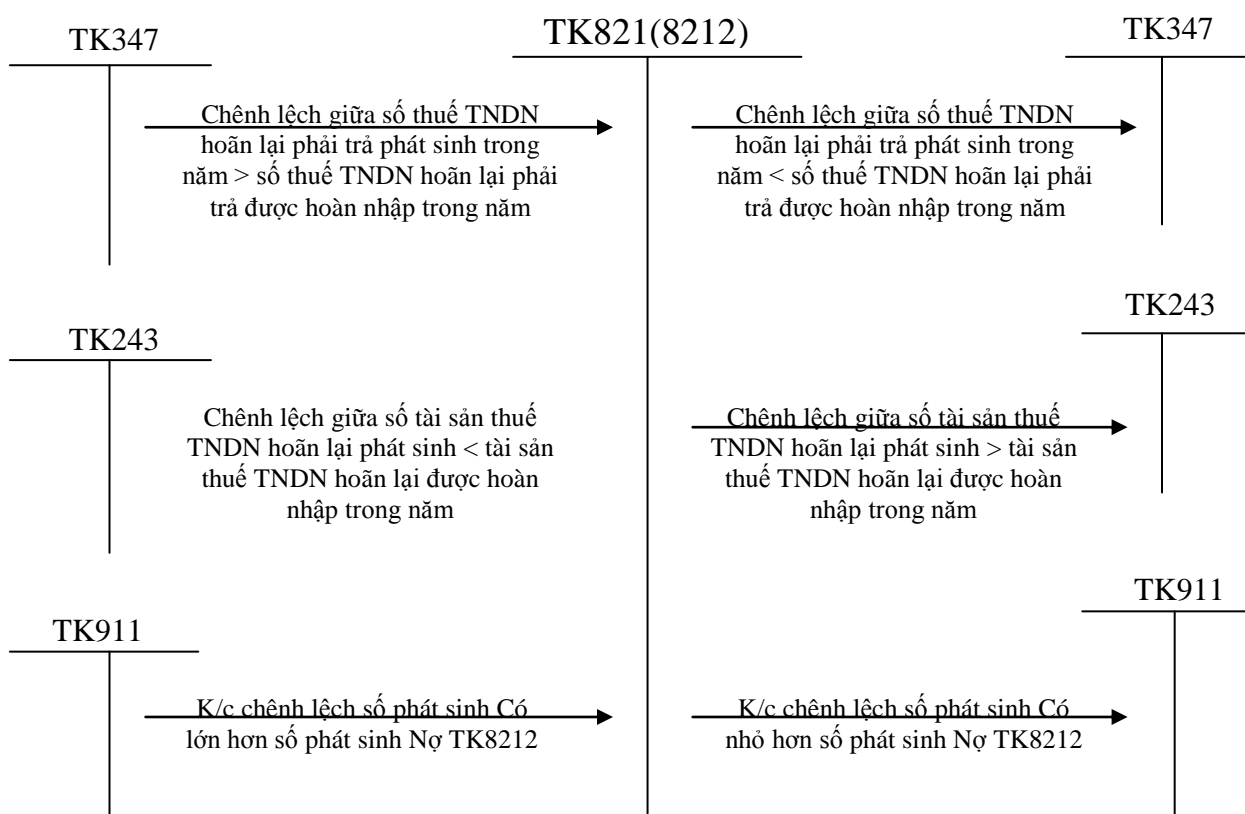 TK347
TK821(8212)
TK347
Chênh lệch giữa số thuế TNDN
hoãn lại phải trả phát sinh trong
năm > số thuế TNDN hoãn lại phải
trả được hoàn nhập trong năm
Chênh lệch giữa số thuế TNDN
hoãn lại phải trả phát sinh trong
năm < số thuế TNDN hoãn lại phải
trả được hoàn nhập trong năm
TK243
TK243
Chênh lệch giữa số tài sản thuế
TNDN hoãn lại phát sinh < tài sản
thuế TNDN hoãn lại được hoàn
nhập trong năm
Chênh lệch giữa số tài sản thuế
TNDN hoãn lại phát sinh > tài sản
thuế TNDN hoãn lại được hoàn
nhập trong năm
TK911
TK911
K/c chênh lệch số phát sinh Có
lớn hơn số phát sinh Nợ TK8212
K/c chênh lệch số phát sinh Có
nhỏ hơn số phát sinh Nợ TK8212